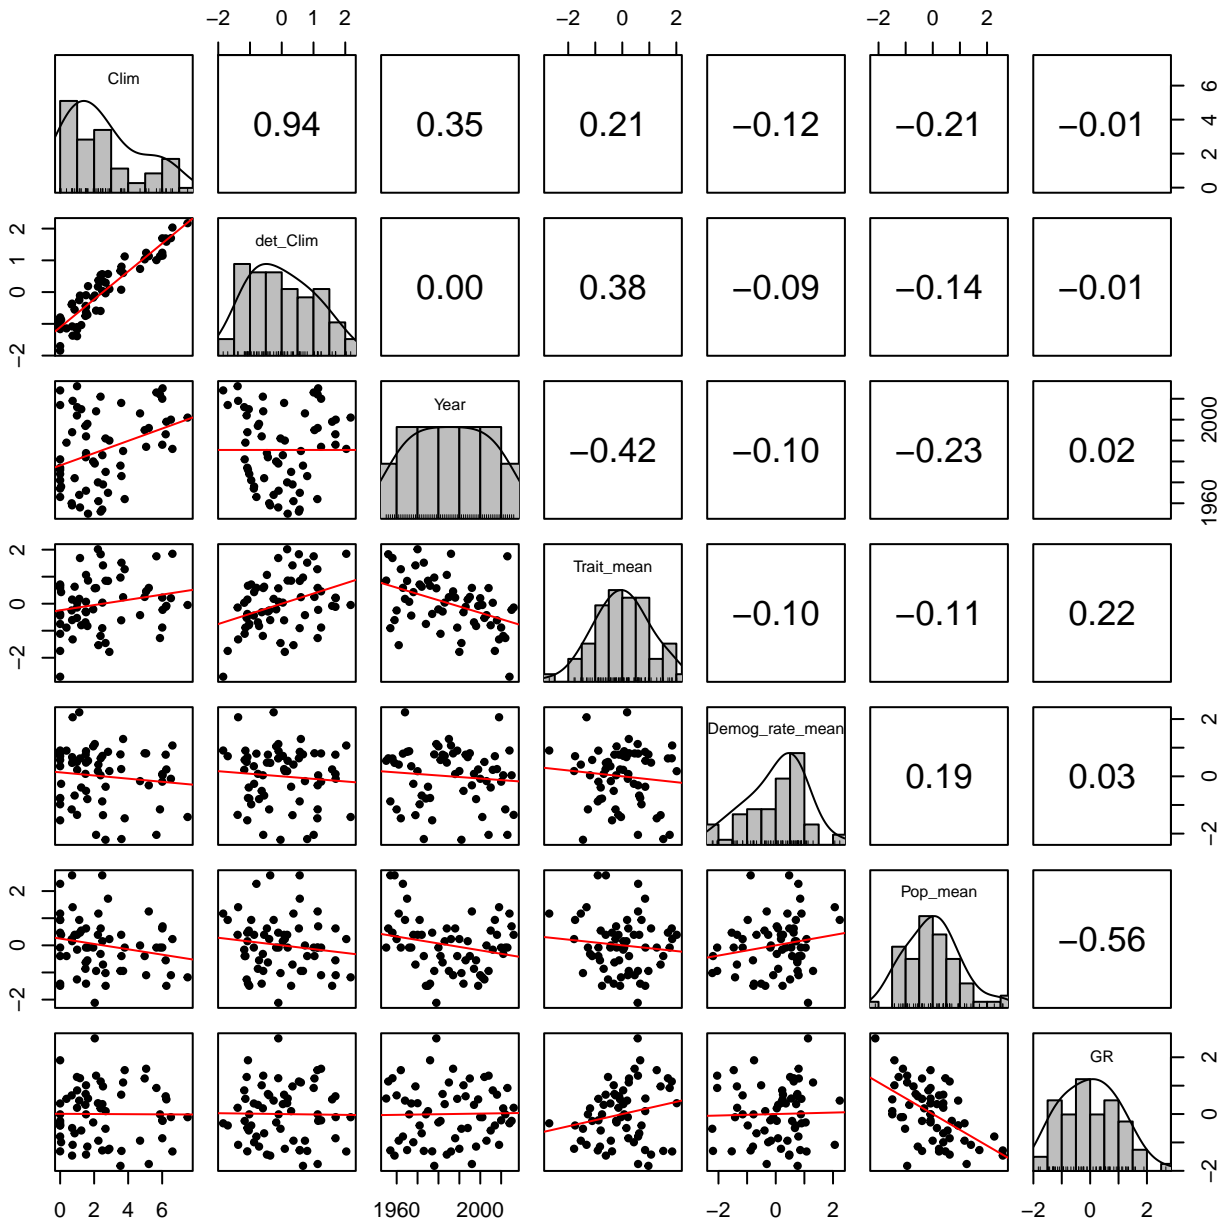 −2 0 1 2 −2 0 2 −2 0 2
Clim 0.94 0.35 0.21 −0.12 −0.21 −0.01 0 2 4 6
−2 0 1 2 det_Clim 0.00 0.38 −0.09 −0.14 −0.01
Year −0.42 −0.10 −0.23 0.02 1960 2000
−2 0 2 Trait_mean −0.10 −0.11 0.22
Demog_rate_mean 0.19 0.03 −2 0 2
−2 0 2 Pop_mean −0.56
GR −2 0 2
0 2 4 6 1960 2000 −2 0 2 −2 0 2